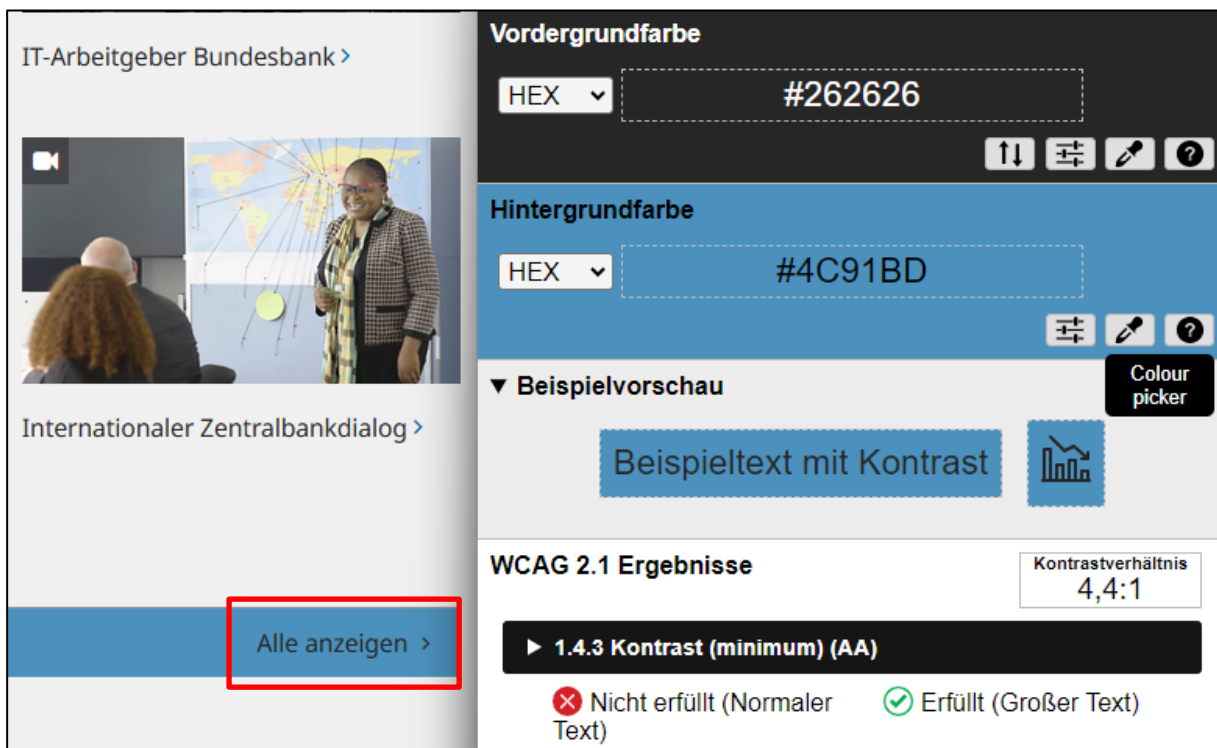 IT-Arbeitgeber Bundesbank
Internationaler Zentralbankdialog
Alle anzeigen
Vordergrundfarbe
HEX
#262626
Hintergrundfarbe
HEX
#4C91BD
Colour
picker
Beispielvorschau
Beispieltext mit Kontrast
WCAG 2.1 Ergebnisse
Kontrastverhältnis
4,4:1
1.4.3 Kontrast (minimum) (AA)
Nicht erfüllt (Normaler
Text)
Erfüllt (Großer Text)